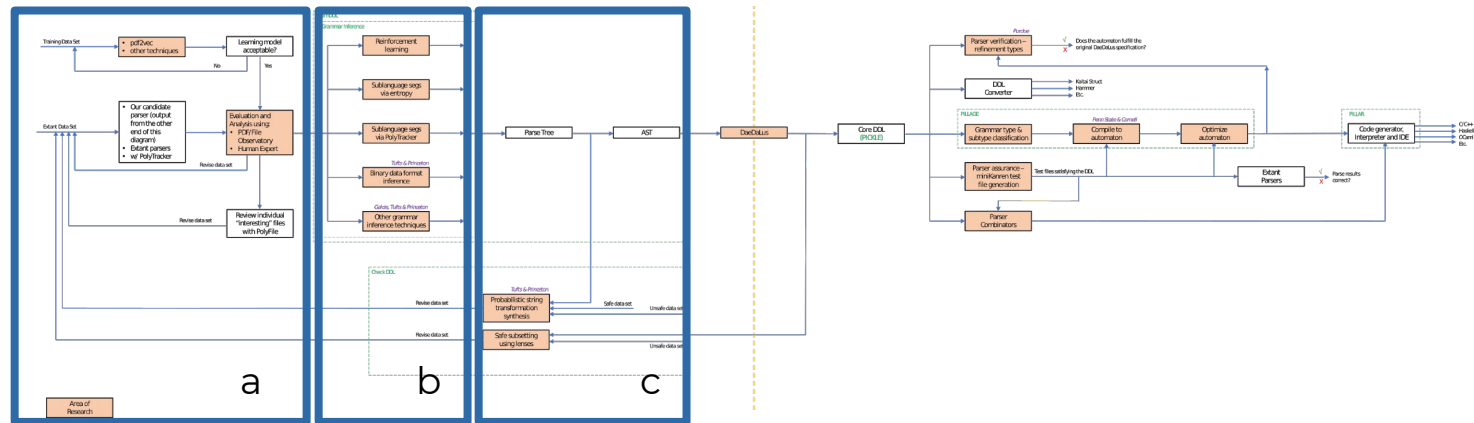 Training Data Set
• pdf2vec
• other techniques
Learning model
acceptable?
No
Yes
Extant Data Set
• Our candidate
parser (output
from the other
end of this
diagram)
• Extant parsers
• w/ PolyTracker
Evaluation and
Analysis using:
• PDF/File
Observatory
• Human Expert
Revise data set
Revise data set
Review individual
"interesting" files
with PolyFile
a
Area of
Research
Grammar Inference
Reinforcement
learning
Sublanguage segs
via entropy
Sublanguage segs
via PolyTracker
Tufts & Princeton
Binary data format
inference
Galois, Tufts & Princeton
Other grammar
inference techniques
Check DDL
Revise data set
Revise data set
b
Parse Tree
AST
Tufts & Princeton
Probabilistic string
transformation
synthesis
Safe data set
Unsafe data set
Safe subsetting
using lenses
Unsafe data set
c
DaeDaLus
Core DDL
(PICKLE)
Purdue
Parser verification –
refinement types
√
X
Does the automaton fulfill the
original DaeDaLus specification?
DDL
Converter
Kaitai Struct
Hammer
Etc.
PILLAGE
Penn State & Cornell
Grammar type &
subtype classification
Compile to
automaton
Optimize
automaton
PILLAR
Code generator,
Interpreter and IDE
C/C++
Haskell
OCaml
Etc.
Parser assurance –
miniKanren test
file generation
Test files satisfying the DDL
Extant
Parsers
√
X
Parse results
correct?
Parser
Combinators